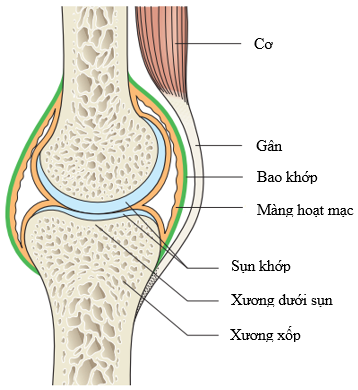 Cơ
Gân
Bao khớp
Màng hoạt mạc
Sụn khớp
Xương dưới sụn
Xương xốp